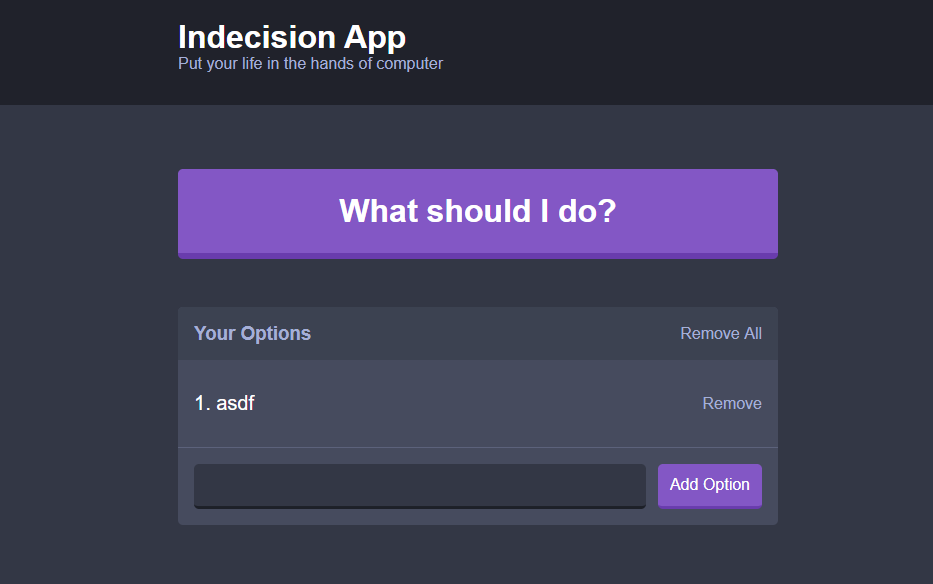 Indecision App
Put your life in the hands of computer
What should I do?
Your Options
Remove All
1. asdf
Remove
Add Option